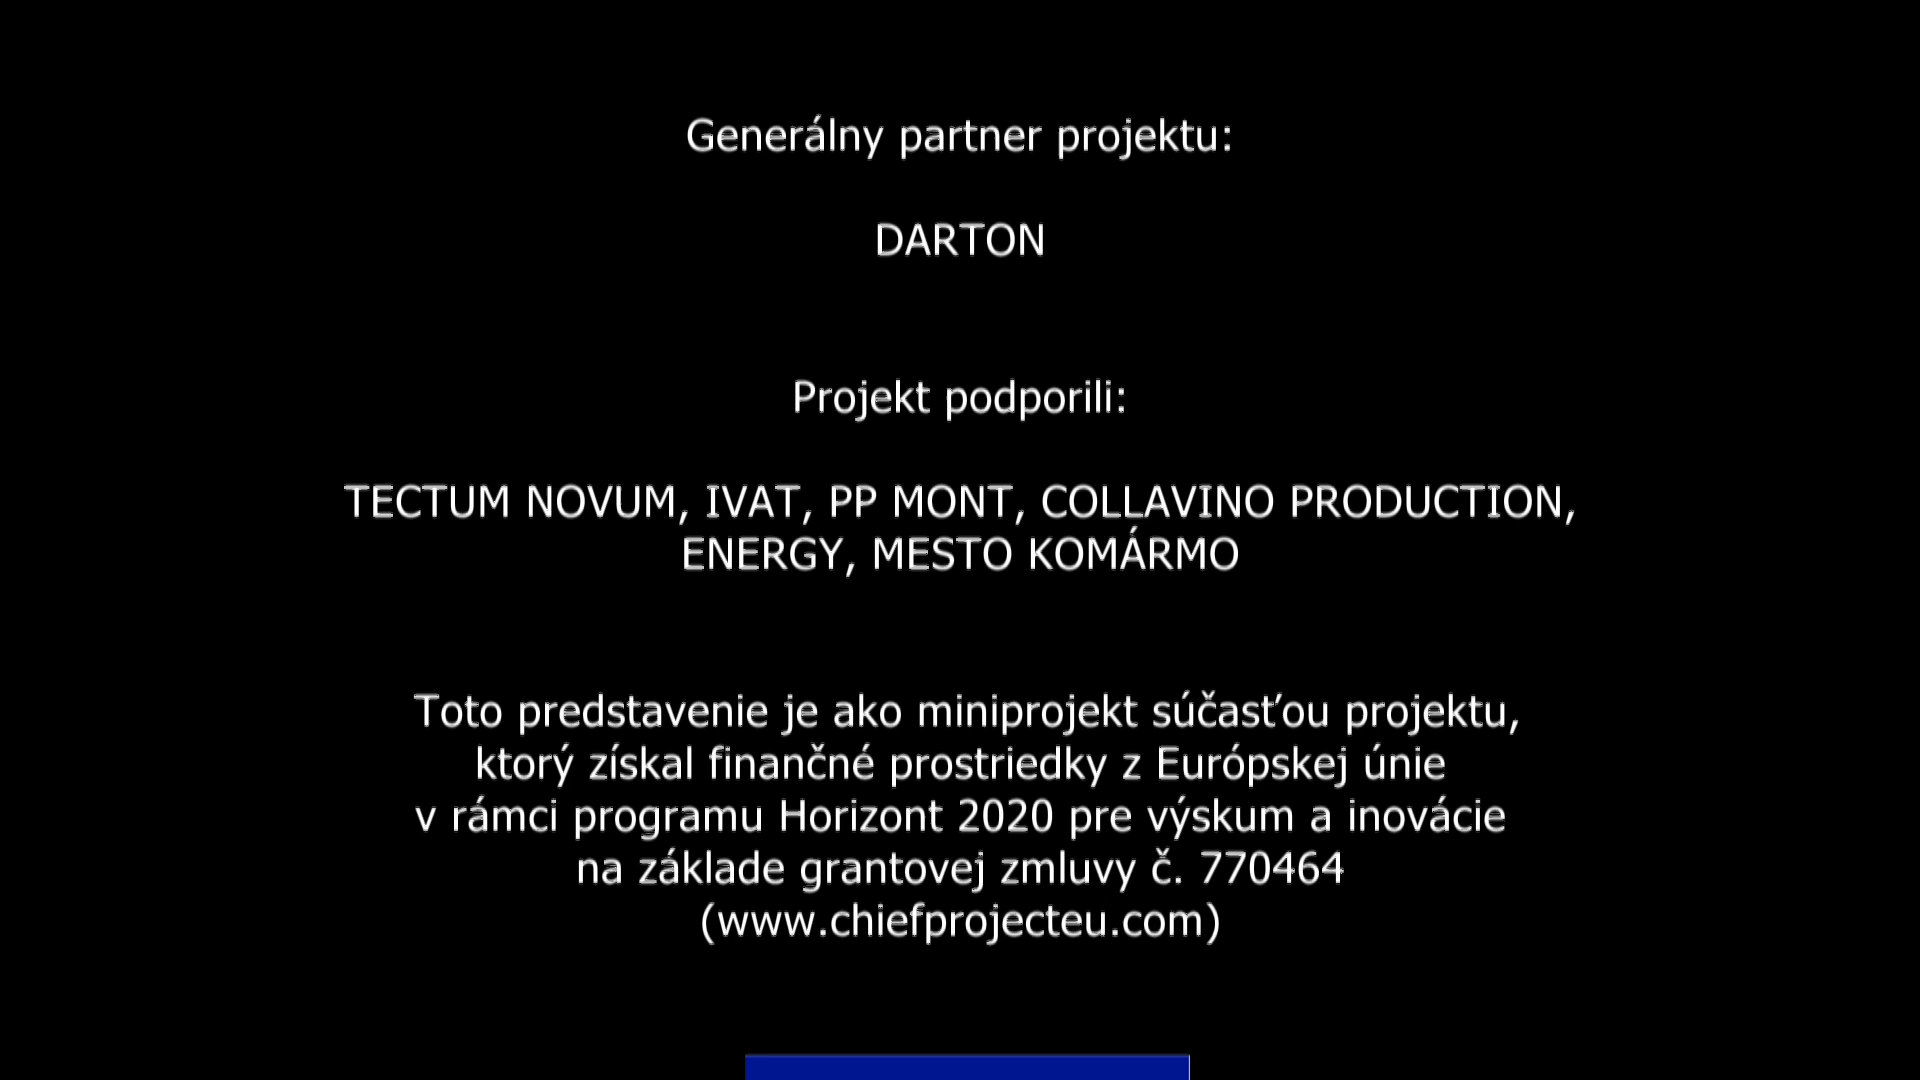 Generálny partner projektu:
DARTON
Projekt podporili:
TECTUM NOVUM, IVAT, PP MONT, COLLAVINO PRODUCTION,
ENERGY, MESTO KOMÁRMO
Toto predstavenie je ako miniprojekt súčasťou projektu,
ktorý získal finančné prostriedky z Európskej únie
v rámci programu Horizont 2020 pre výskum a inovácie
na základe grantovej zmluvy č. 770464
(www.chiefprojecteu.com)